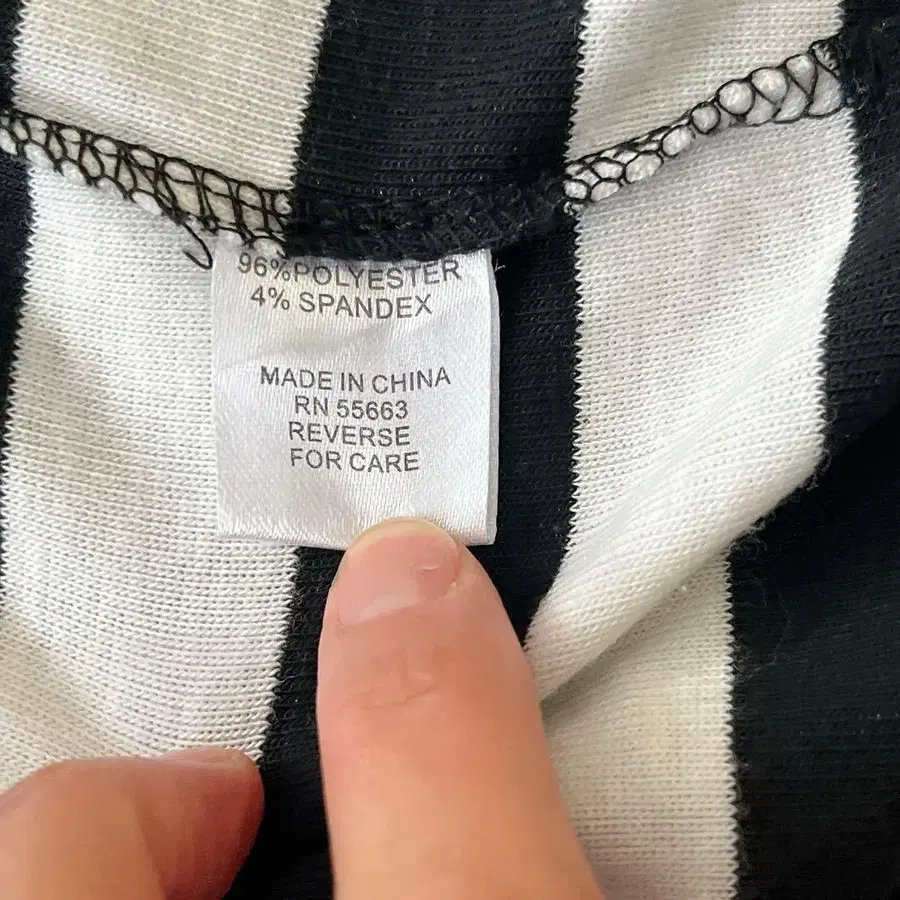 96%POLYESTER
4% SPANDEX
MADE IN CHINA
RN 55663
REVERSE
FOR CARE